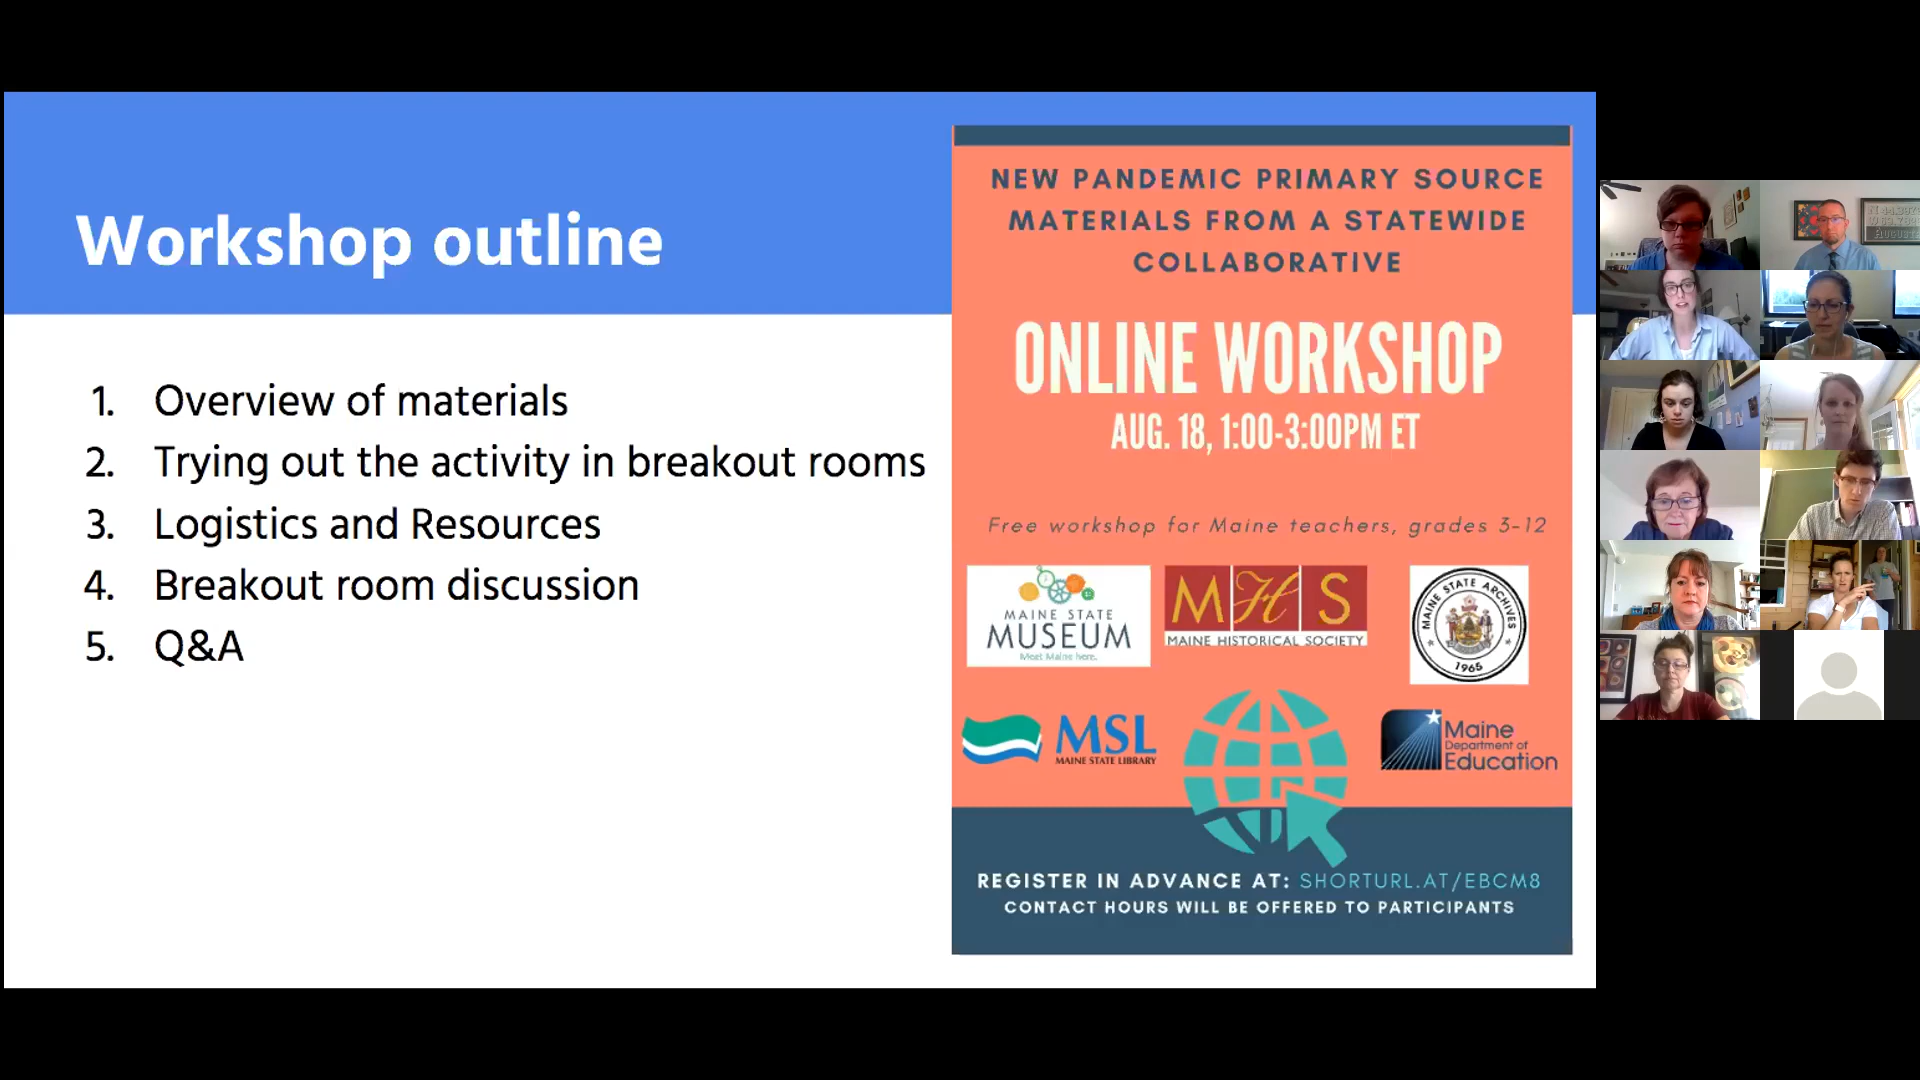 Workshop outline
1. Overview of materials
2. Trying out the activity in breakout rooms
3. Logistics and Resources
4. Breakout room discussion
5. Q&A
NEW PANDEMIC PRIMARY SOURCE
MATERIALS FROM A STATEWIDE
COLLABORATIVE
ONLINE WORKSHOP
AUG. 18, 1:00-3:00PM ET
Free workshop for Maine teachers, grades 3-12
MAINE STATE
MUSEUM
Meet Maine here.
MHS
MAINE HISTORICAL SOCIETY
MAINE STATE ARCHIVES
1965
MSL
MAINE STATE LIBRARY
Maine
Department of
Education
REGISTER IN ADVANCE AT: SHORTURL.AT/EBCM8
CONTACT HOURS WILL BE OFFERED TO PARTICIPANTS